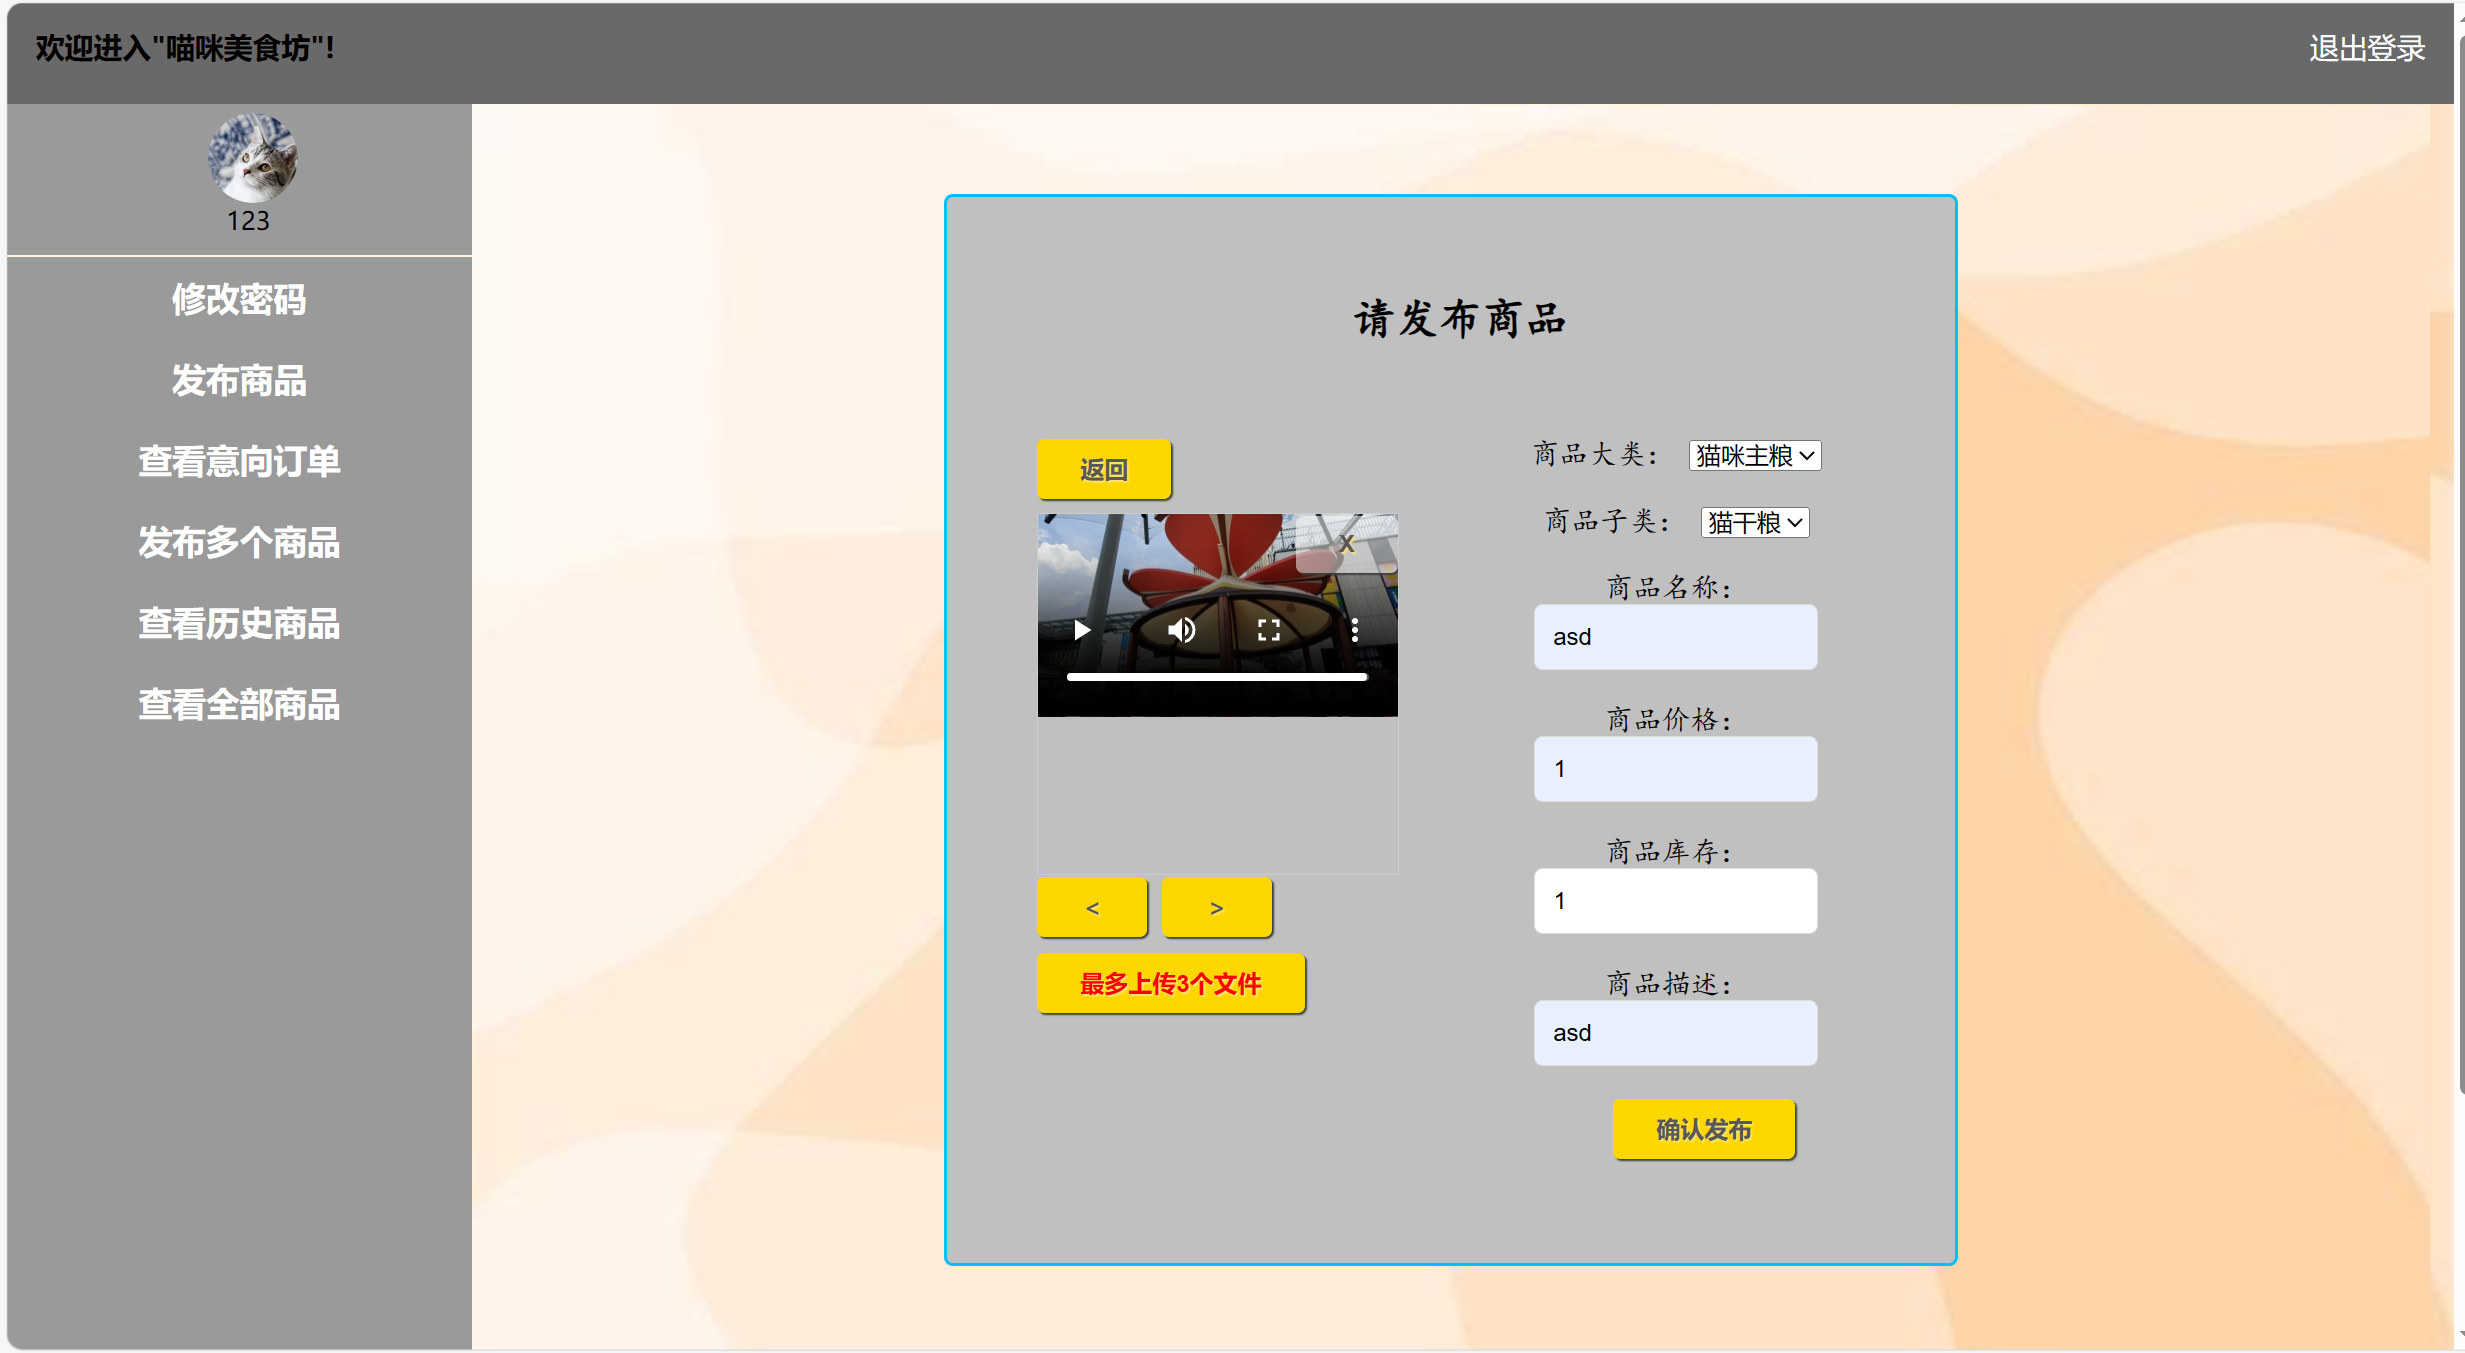 欢迎进入"喵咪美食坊"!
退出登录
123
修改密码
发布商品
查看意向订单
发布多个商品
查看历史商品
查看全部商品
请发布商品
返回
X
<
>
最多上传3个文件
商品大类:
猫咪主粮
商品子类:
猫干粮
商品名称:
asd
商品价格:
1
商品库存:
1
商品描述:
asd
确认发布